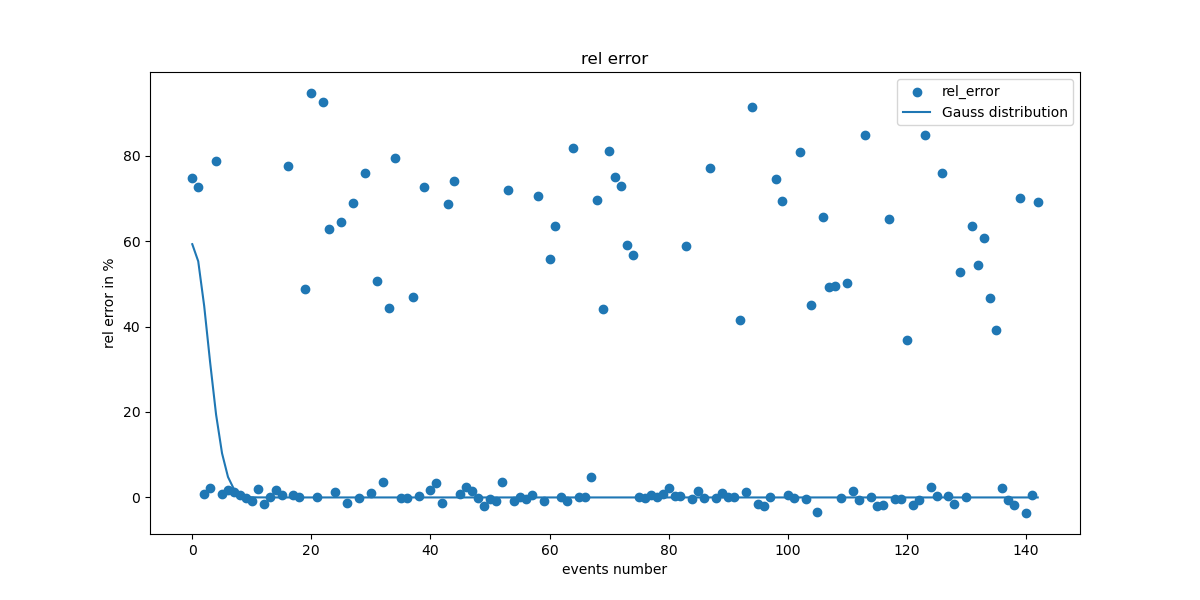 rel error
rel_error
Gauss distribution
rel error in %
80
60
40
20
0
0 20 40 60 80 100 120 140
events number